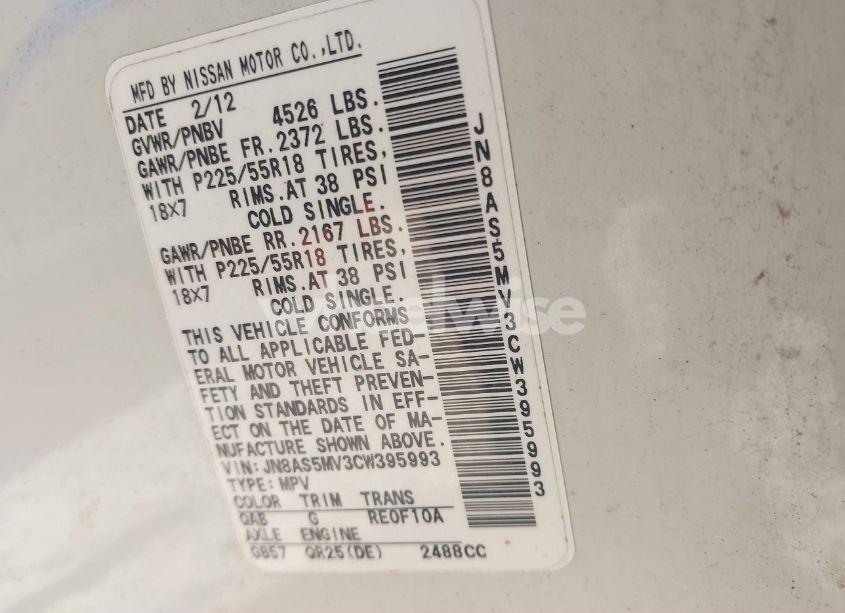 MFD BY NISSAN MOTOR CO.,LTD.
DATE 2/12
GVWR/PNBV 4526 LBS.
GAWR/PNBE FR.2372 LBS.
WITH P225/55R18 TIRES,
18X7 RIMS.AT 38 PSI
COLD SINGLE.
GAWR/PNBE RR.2167 LBS.
WITH P225/55R18 TIRES,
18X7 RIMS.AT 38 PSI
COLD SINGLE.
THIS VEHICLE CONFORMS
TO ALL APPLICABLE FED-
ERAL MOTOR VEHICLE SA-
FETY AND THEFT PREVEN-
TION STANDARDS IN EFF-
ECT ON THE DATE OF MA-
NUFACTURE SHOWN ABOVE.
VIN:JN8AS5MV3CW395993
TYPE:MPV
COLOR TRIM TRANS
QAB G RE0F10A
AXLE ENGINE
GB57 QR25(DE) 2488CC
JN8AS5MV3CW395993